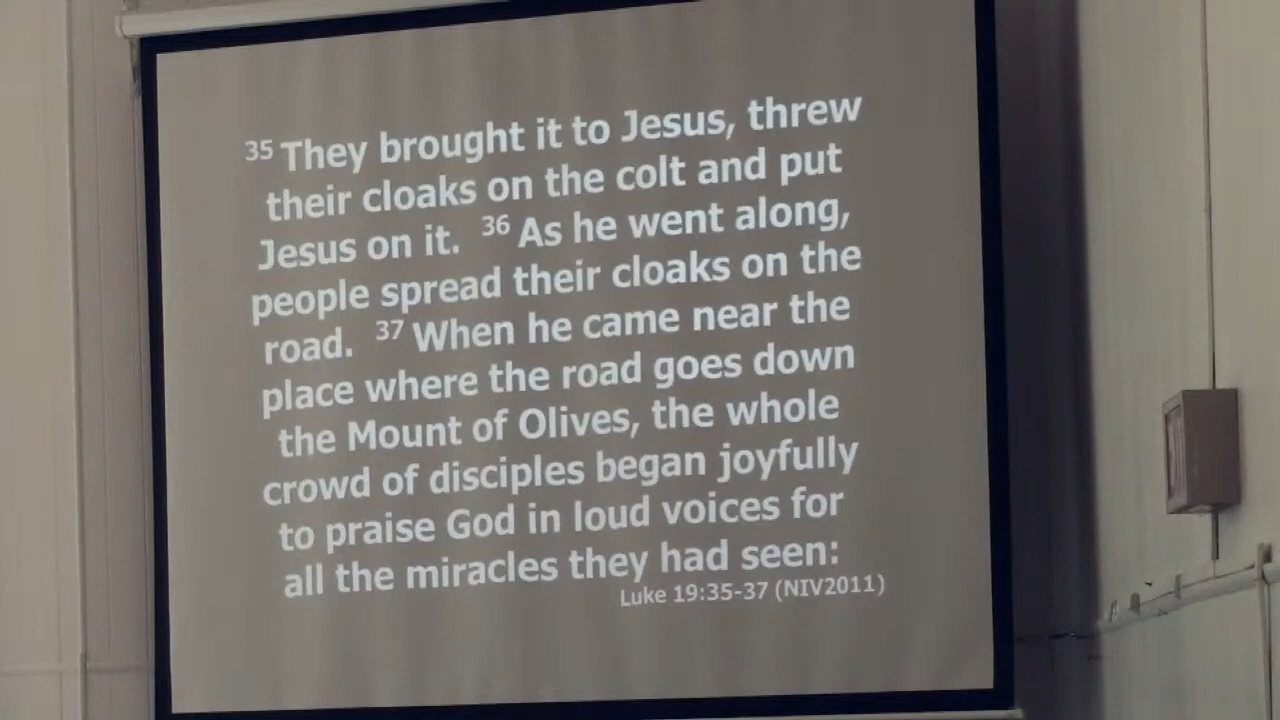 35 They brought it to Jesus, threw
their cloaks on the colt and put
Jesus on it. 36 As he went along,
people spread their cloaks on the
road. 37 When he came near the
place where the road goes down
the Mount of Olives, the whole
crowd of disciples began joyfully
to praise God in loud voices for
all the miracles they had seen:
Luke 19:35-37 (NIV2011)